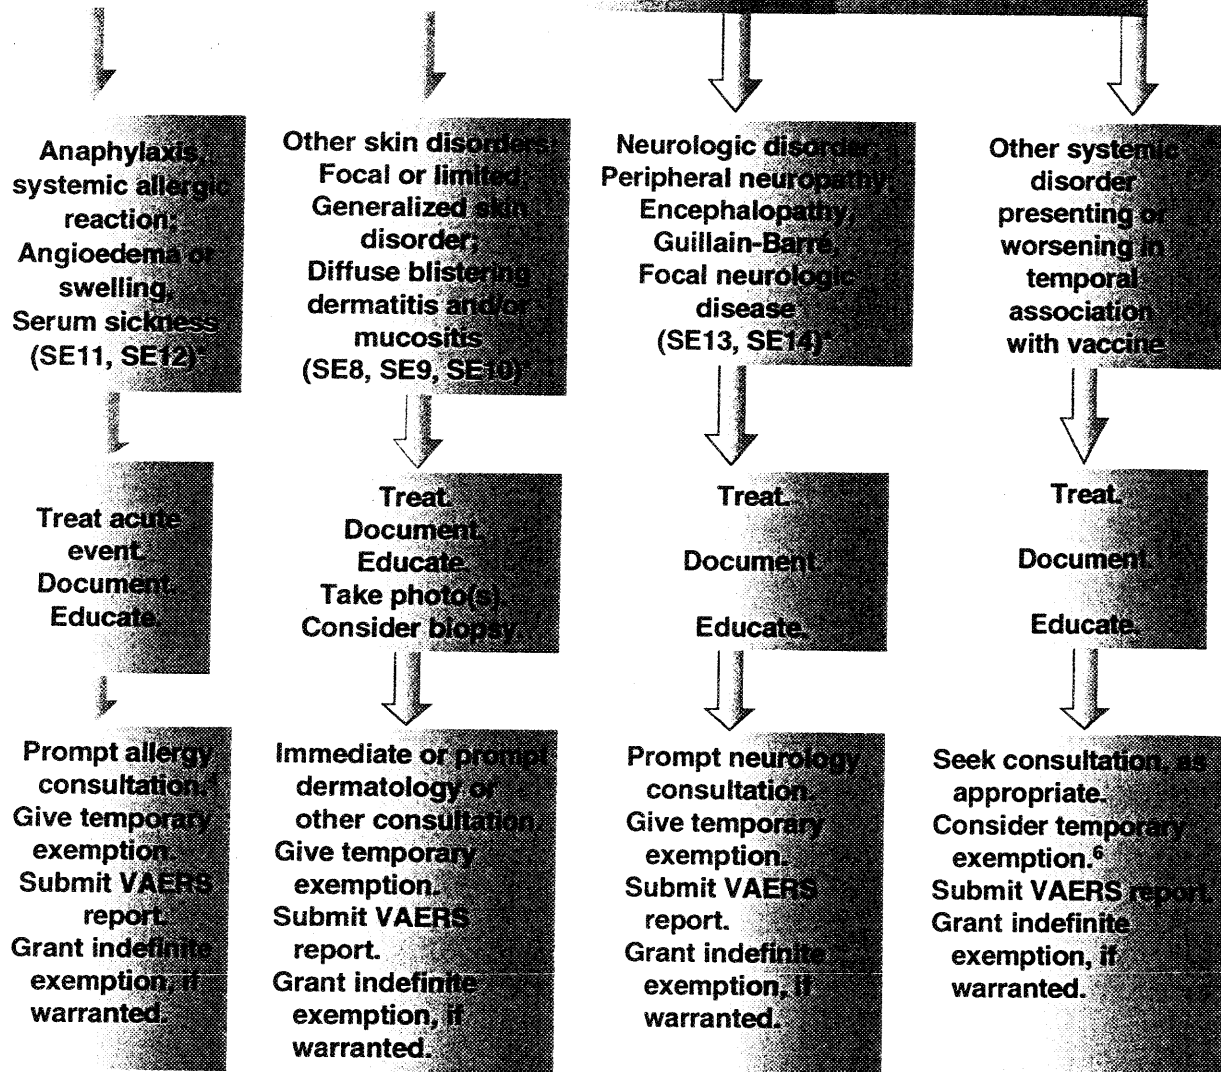 Anaphylaxis,
systemic allergic
reaction;
Angioedema or
swelling,
Serum sickness
(SE11, SE12)*
Other skin disorders:
Focal or limited;
Generalized skin
disorder;
Diffuse blistering
dermatitis and/or
mucositis
(SE8, SE9, SE10)*
Neurologic disorder:
Peripheral neuropathy,
Encephalopathy,
Guillain-Barré,
Focal neurologic
disease
(SE13, SE14)*
Other systemic
disorder
presenting or
worsening in
temporal
association
with vaccine
Treat acute
event.
Document.
Educate.
Treat.
Document.
Educate.
Take photo(s).
Consider biopsy.
Treat.
Document.
Educate.
Treat.
Document.
Educate.
Prompt allergy
consultation.
Give temporary
exemption.
Submit VAERS
report.
Grant indefinite
exemption, if
warranted.
Immediate or prompt
dermatology or
other consultation.
Give temporary
exemption.
Submit VAERS
report.
Grant indefinite
exemption, if
warranted.
Prompt neurology
consultation.
Give temporary
exemption.
Submit VAERS
report.
Grant indefinite
exemption, if
warranted.
Seek consultation, as
appropriate.
Consider temporary
exemption.⁶
Submit VAERS report.
Grant indefinite
exemption, if
warranted.